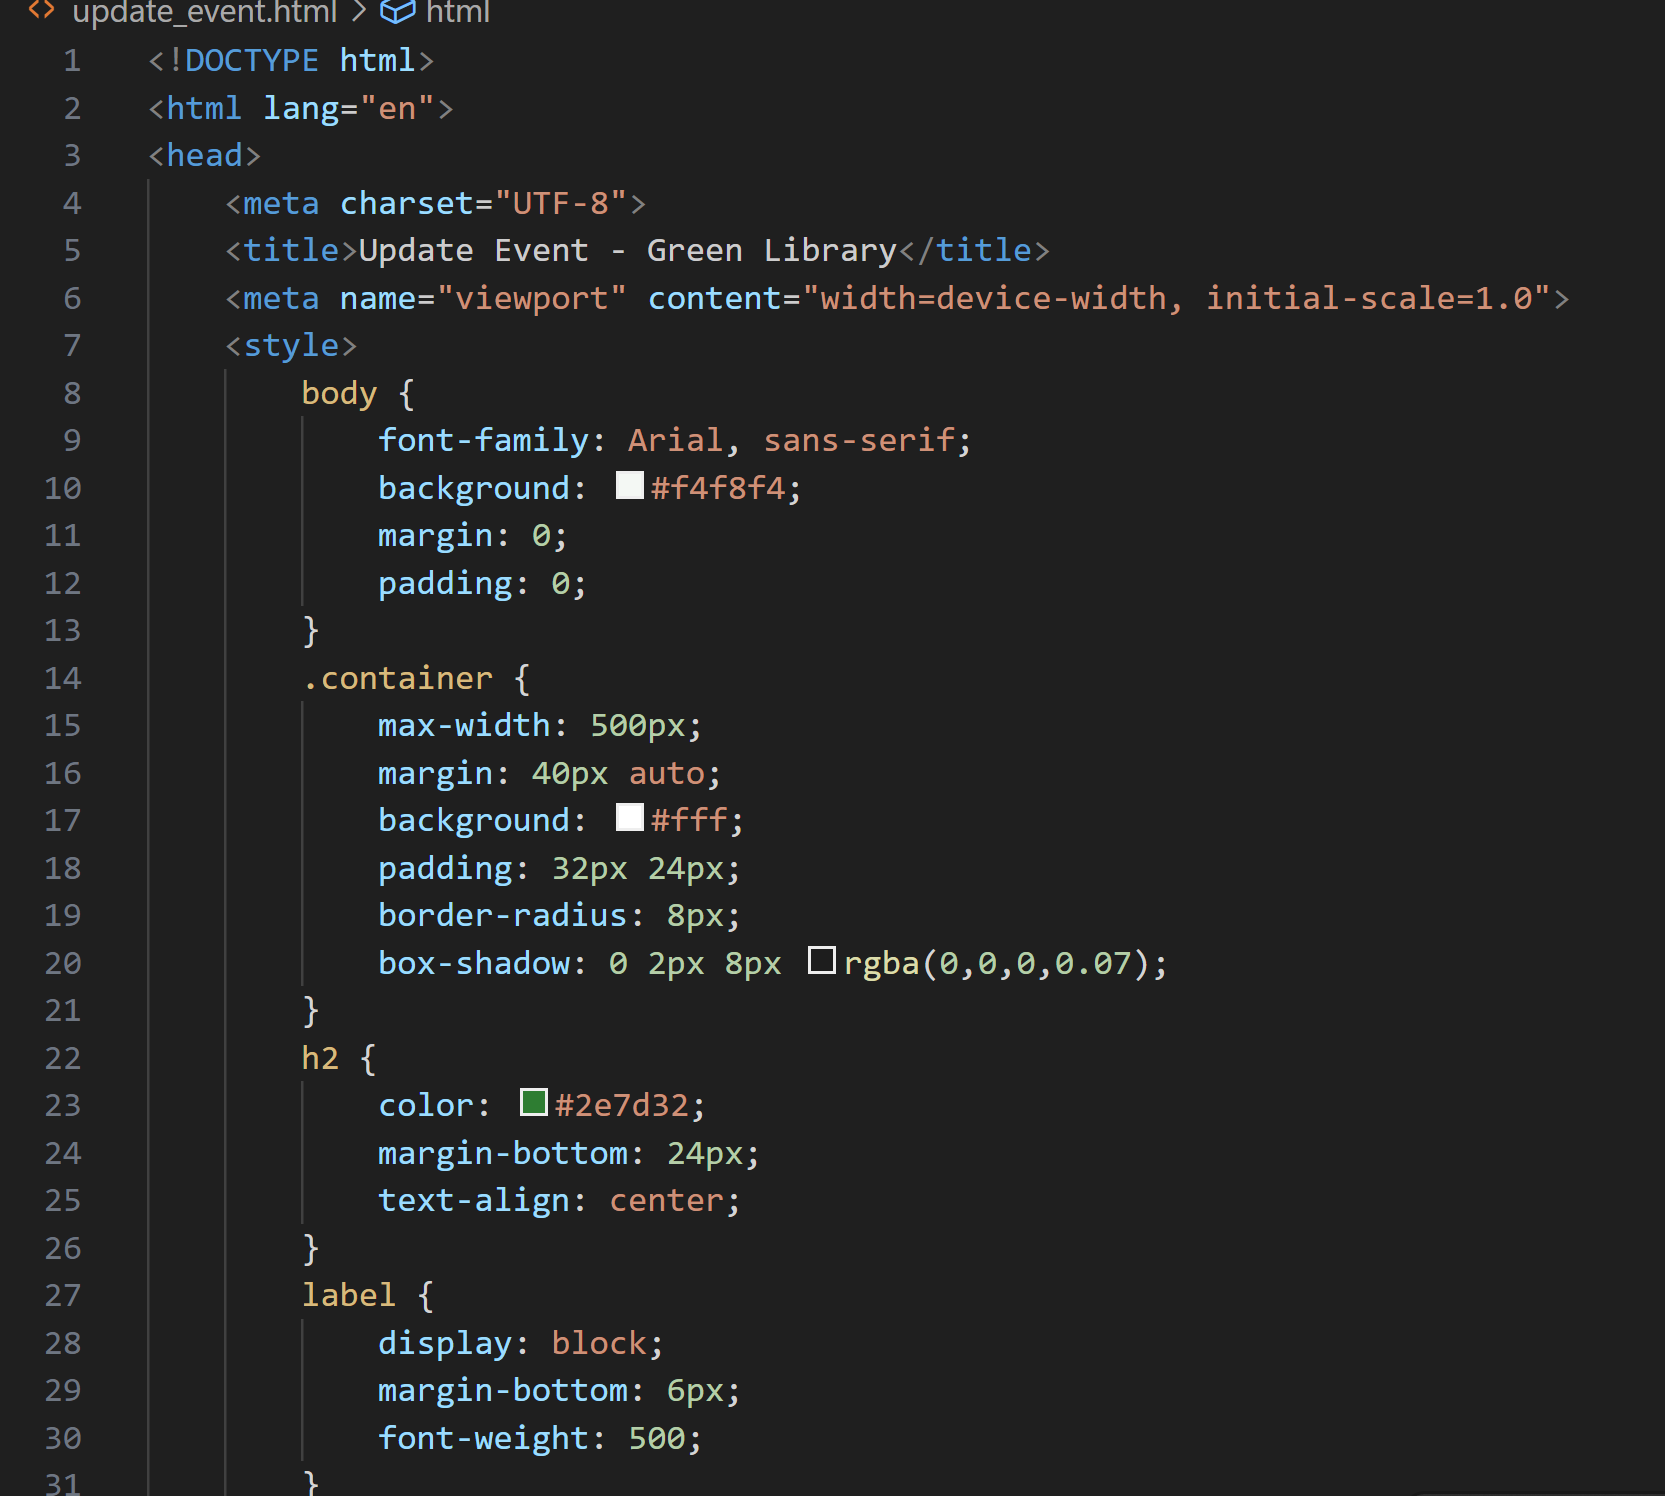 update_event.html > html
1 <!DOCTYPE html>
2 <html lang="en">
3 <head>
4     <meta charset="UTF-8">
5     <title>Update Event - Green Library</title>
6     <meta name="viewport" content="width=device-width, initial-scale=1.0">
7     <style>
8         body {
9             font-family: Arial, sans-serif;
10             background: #f4f8f4;
11             margin: 0;
12             padding: 0;
13         }
14         .container {
15             max-width: 500px;
16             margin: 40px auto;
17             background: #fff;
18             padding: 32px 24px;
19             border-radius: 8px;
20             box-shadow: 0 2px 8px rgba(0,0,0,0.07);
21         }
22         h2 {
23             color: #2e7d32;
24             margin-bottom: 24px;
25             text-align: center;
26         }
27         label {
28             display: block;
29             margin-bottom: 6px;
30             font-weight: 500;
31         }